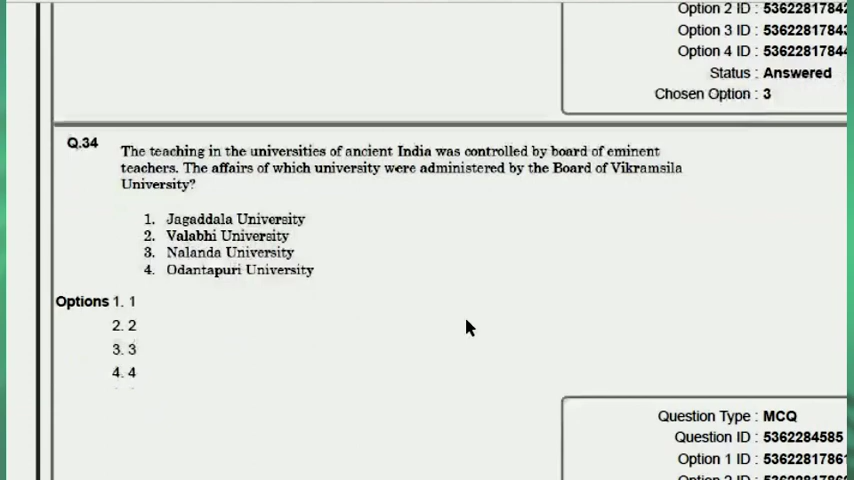 Option 2 ID : 5362281784
Option 3 ID : 5362281784
Option 4 ID : 5362281784
Status : Answered
Chosen Option : 3
Q.34
The teaching in the universities of ancient India was controlled by board of eminent
teachers. The affairs of which university were administered by the Board of Vikramsila
University?
1. Jagaddala University
2. Valabhi University
3. Nalanda University
4. Odantapuri University
Options 1. 1
2. 2
3. 3
4. 4
Question Type : MCQ
Question ID : 5362284585
Option 1 ID : 5362281786